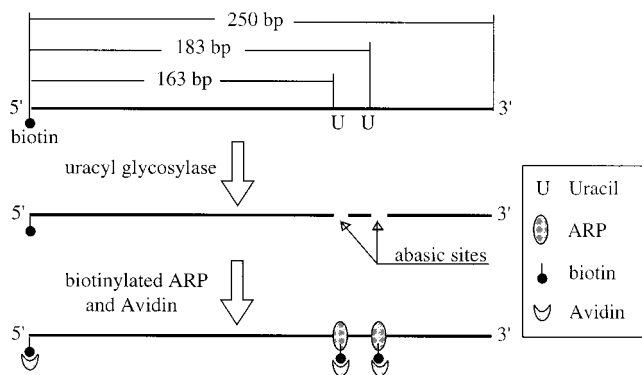 250 bp
183 bp
163 bp
5' 3'
biotin U U
uracyl glycosylase
5' 3'
abasic sites
biotinylated ARP
and Avidin
5' 3'
U Uracil
ARP
biotin
Avidin